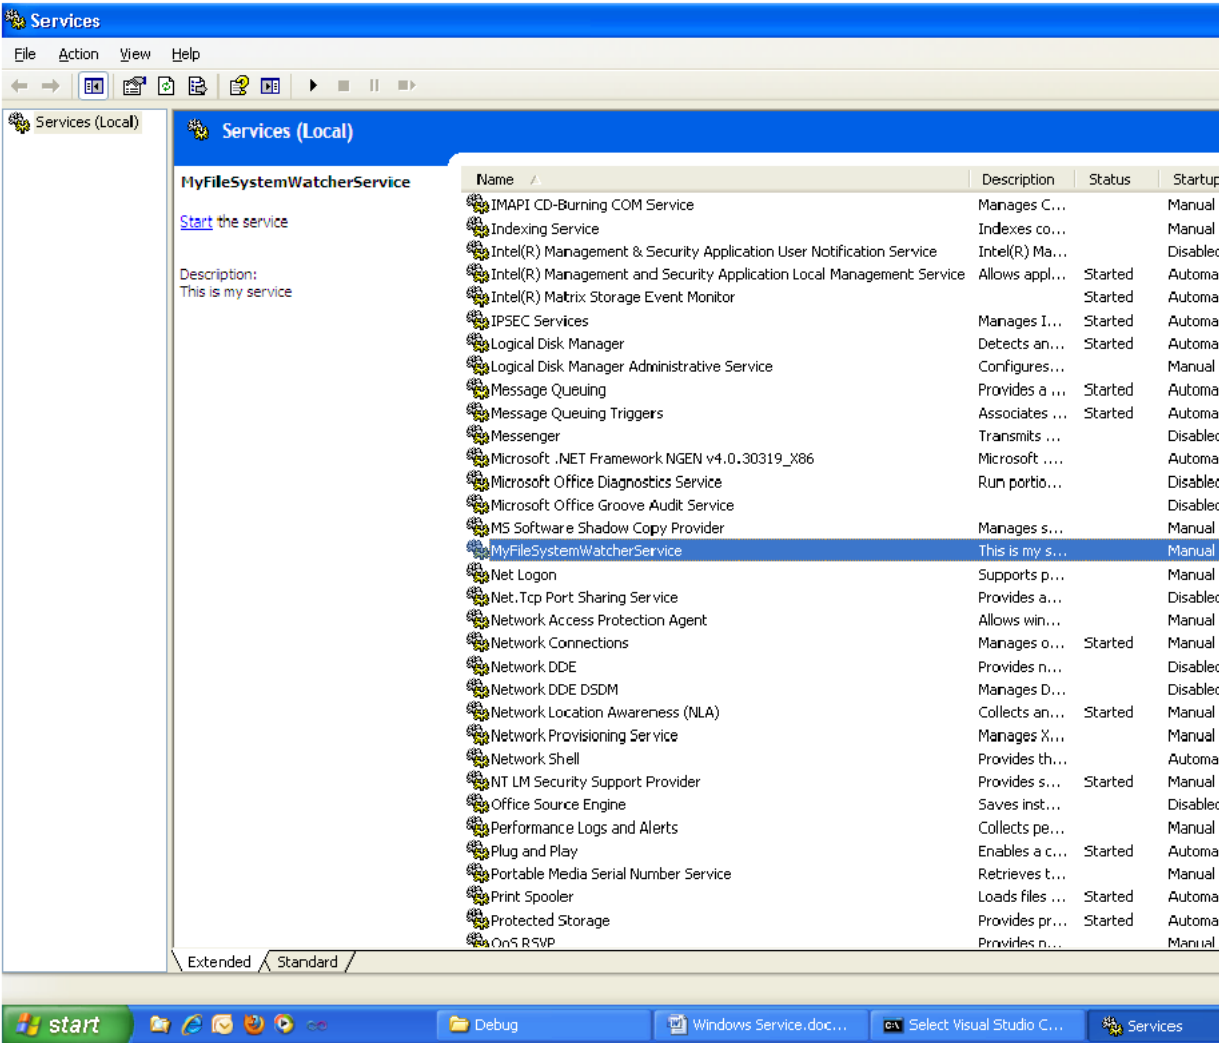 Services
File Action View Help
Services (Local)
Services (Local)
MyFileSystemWatcherService
Start the service
Description:
This is my service
Name Description Status Startup
IMAPI CD-Burning COM Service Manages C... Manual
Indexing Service Indexes co... Manual
Intel(R) Management & Security Application User Notification Service Intel(R) Ma... Disabled
Intel(R) Management and Security Application Local Management Service Allows appl... Started Automa
Intel(R) Matrix Storage Event Monitor Started Automa
IPSEC Services Manages I... Started Automa
Logical Disk Manager Detects an... Started Automa
Logical Disk Manager Administrative Service Configures... Manual
Message Queuing Provides a ... Started Automa
Message Queuing Triggers Associates ... Started Automa
Messenger Transmits ... Disabled
Microsoft .NET Framework NGEN v4.0.30319_X86 Microsoft .... Automa
Microsoft Office Diagnostics Service Run portio... Disabled
Microsoft Office Groove Audit Service Disabled
MS Software Shadow Copy Provider Manages s... Manual
MyFileSystemWatcherService This is my s... Manual
Net Logon Supports p... Manual
Net.Tcp Port Sharing Service Provides a... Disabled
Network Access Protection Agent Allows win... Manual
Network Connections Manages o... Started Manual
Network DDE Provides n... Disabled
Network DDE DSDM Manages D... Disabled
Network Location Awareness (NLA) Collects an... Started Manual
Network Provisioning Service Manages X... Manual
Network Shell Provides th... Automa
NT LM Security Support Provider Provides s... Started Manual
Office Source Engine Saves inst... Disabled
Performance Logs and Alerts Collects pe... Manual
Plug and Play Enables a c... Started Automa
Portable Media Serial Number Service Retrieves t... Manual
Print Spooler Loads files ... Started Automa
Protected Storage Provides pr... Started Automa
QoS RSVP Provides n... Manual
Extended Standard
start Debug Windows Service.doc... Select Visual Studio C... Services